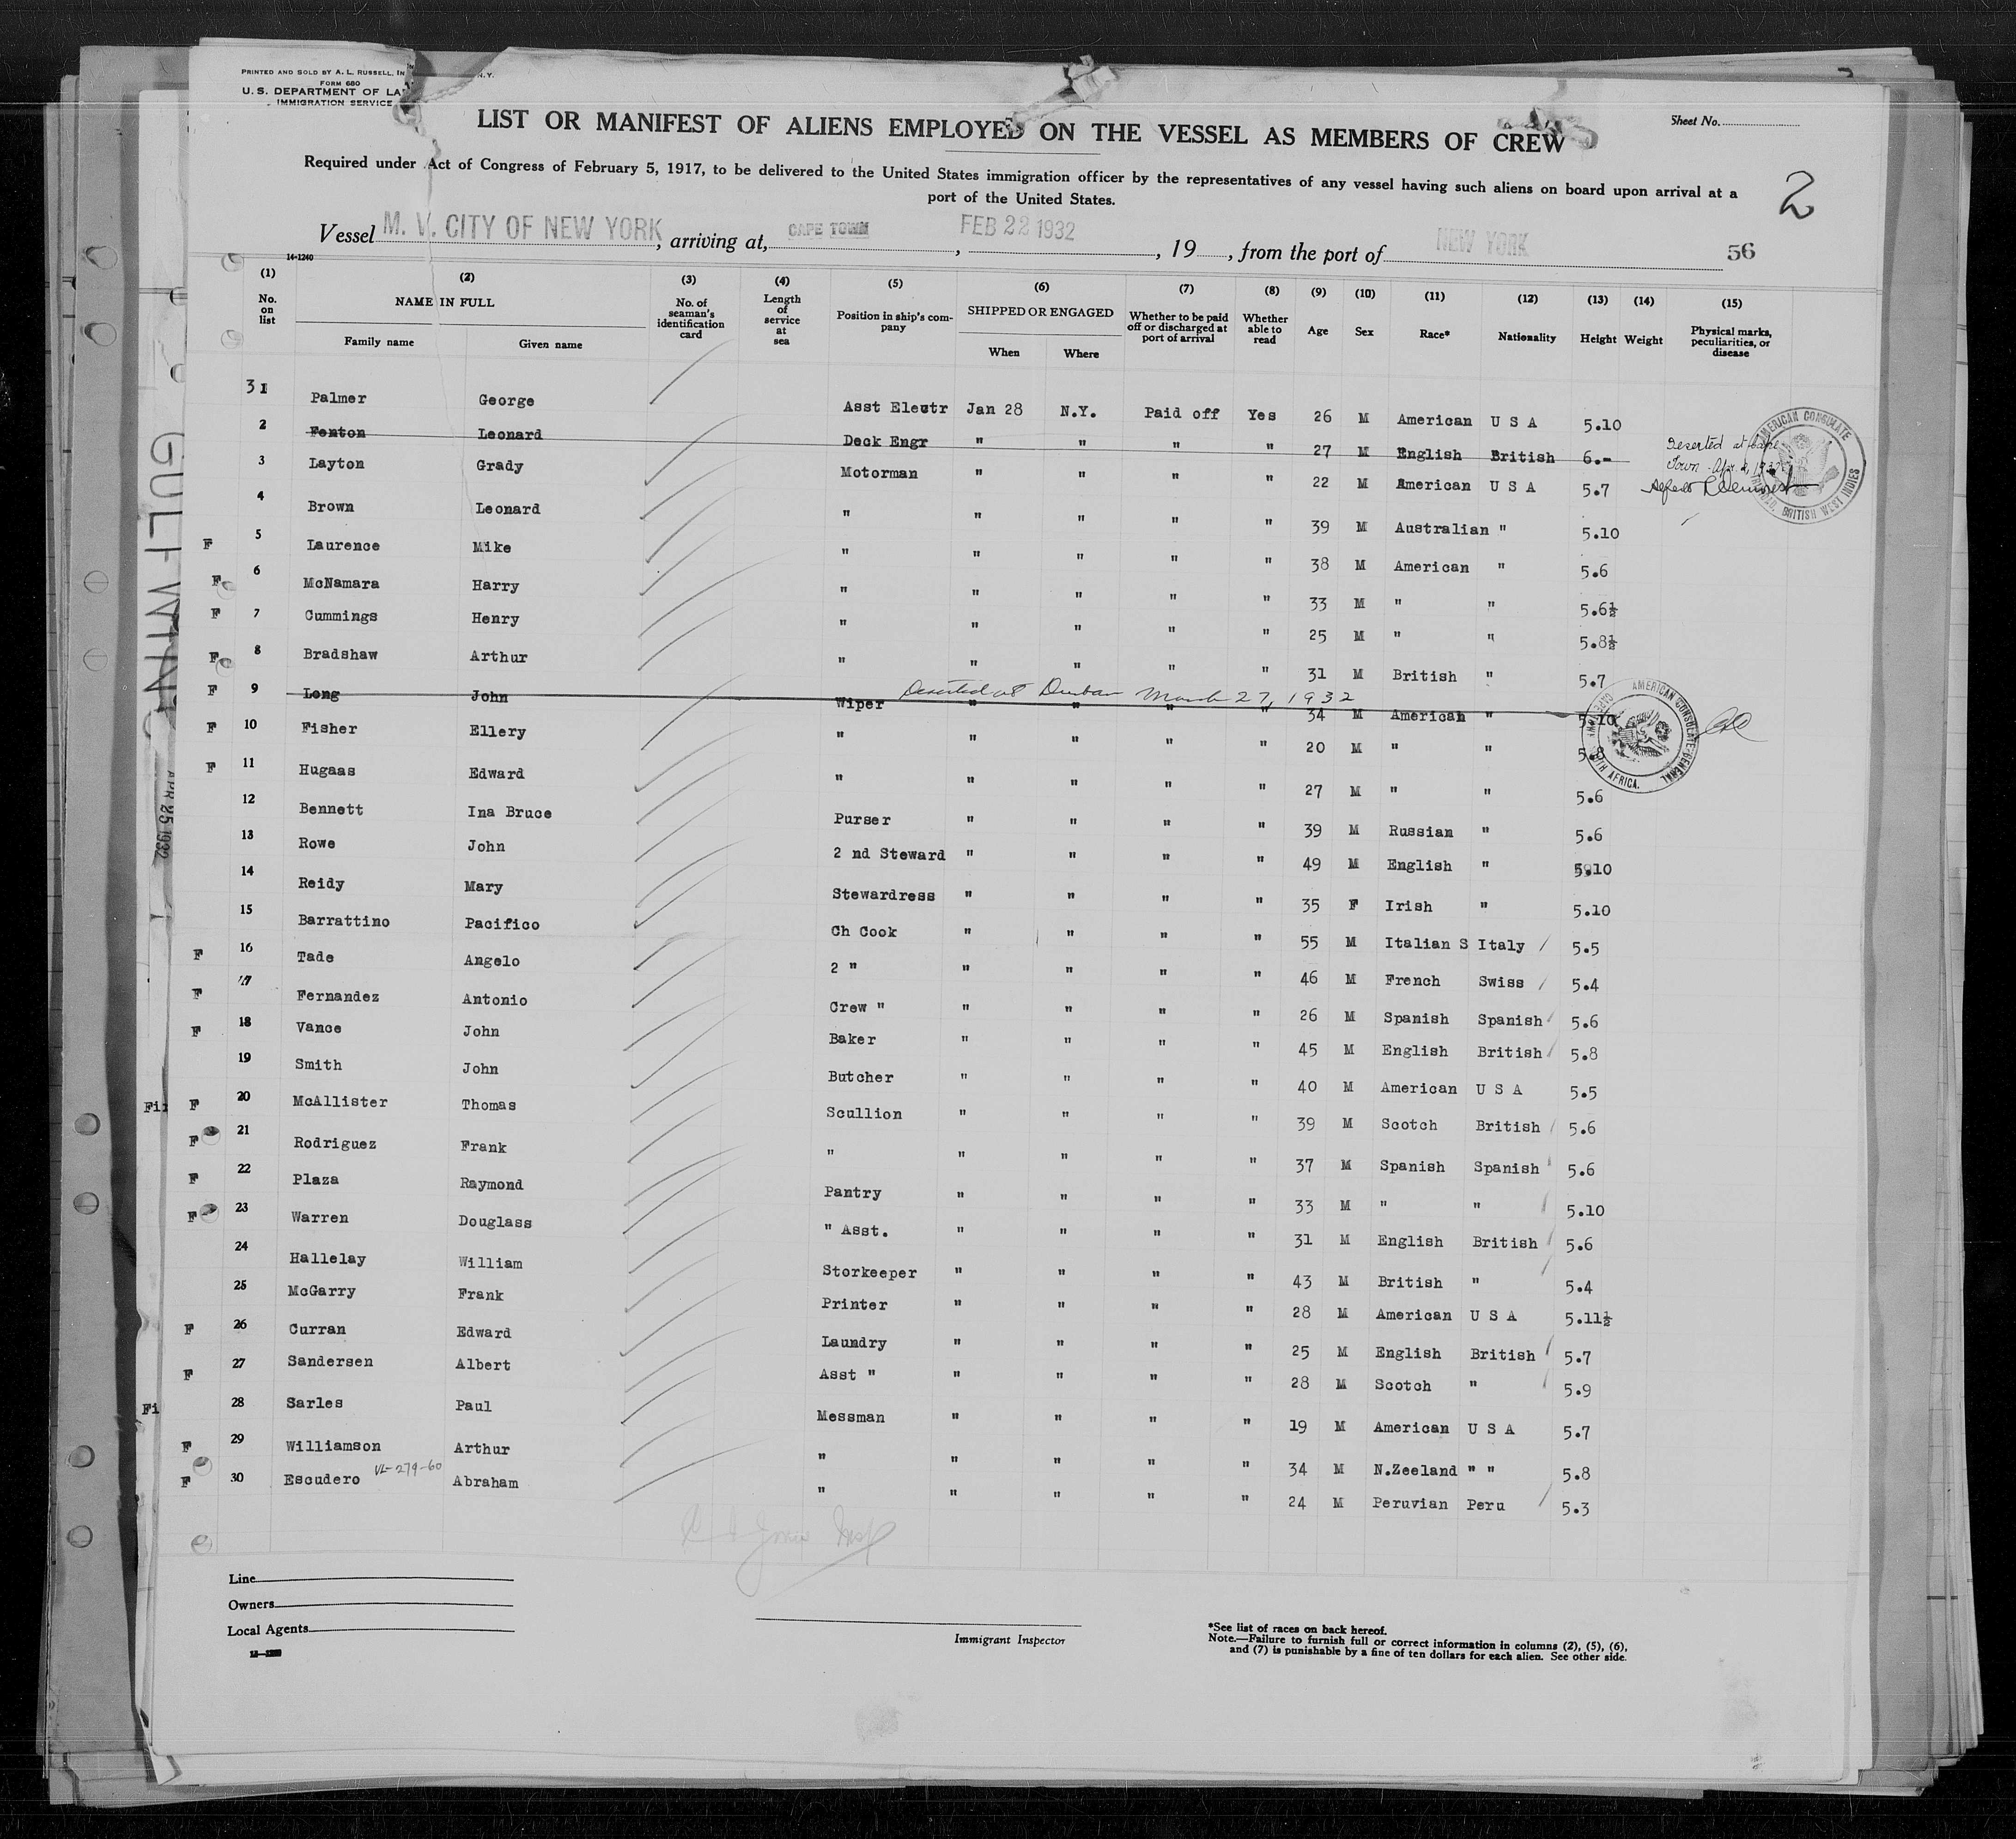 PRINTED AND SOLD BY A. L. RUSSELL, IN N.Y.
FORM 680
U. S. DEPARTMENT OF LA
IMMIGRATION SERVICE
Sheet No.
LIST OR MANIFEST OF ALIENS EMPLOYED ON THE VESSEL AS MEMBERS OF CREW
Required under Act of Congress of February 5, 1917, to be delivered to the United States immigration officer by the representatives of any vessel having such aliens on board upon arrival at a
port of the United States.
2
Vessel M. V. CITY OF NEW YORK, arriving at, CAPE TOWN, FEB 22 1932, 19, from the port of NEW YORK 56
14-1240
(1) (2) (3) (4) (5) (6) (7) (8) (9) (10) (11) (12) (13) (14) (15)
No. on list NAME IN FULL Family name Given name No. of seaman's identification card Length of service at sea Position in ship's company SHIPPED OR ENGAGED When Where Whether to be paid off or discharged at port of arrival Whether able to read Age Sex Race* Nationality Height Weight Physical marks, peculiarities, or disease
31 Palmer George Asst Electr Jan 28 N.Y. Paid off Yes 26 M American U S A 5.10
2 Fenton Leonard Deck Engr " " " " 27 M English British 6.- Deserted at Cape Town Apr. 2, 1932
3 Layton Grady Motorman " " " " 22 M American U S A 5.7
4 Brown Leonard " " " " " 39 M Australian " 5.10
F 5 Laurence Mike " " " " " 38 M American " 5.6
F 6 McNamara Harry " " " " " 33 M " " 5.6½
F 7 Cummings Henry " " " " " 25 M " " 5.8½
F 8 Bradshaw Arthur " " " " " 31 M British " 5.7
Deserted at Durban March 27, 1932
F 9 Long John Wiper " " " " 34 M American " 5.10
F 10 Fisher Ellery " " " " " 20 M " " 5.8
F 11 Hugaas Edward " " " " " 27 M " " 5.6
12 Bennett Ina Bruce Purser " " " " 39 M Russian " 5.6
13 Rowe John 2 nd Steward " " " " 49 M English " 5.10
14 Reidy Mary Stewardress " " " " 35 F Irish " 5.10
15 Barrattino Pacifico Ch Cook " " " " 55 M Italian S Italy 5.5
F 16 Tade Angelo 2 " " " " " 46 M French Swiss 5.4
F 17 Fernandez Antonio Crew " " " " " 26 M Spanish Spanish 5.6
F 18 Vance John Baker " " " " 45 M English British 5.8
19 Smith John Butcher " " " " 40 M American U S A 5.5
F 20 McAllister Thomas Scullion " " " " 39 M Scotch British 5.6
F 21 Rodriguez Frank " " " " " 37 M Spanish Spanish 5.6
F 22 Plaza Raymond Pantry " " " " 33 M " " 5.10
F 23 Warren Douglass " Asst. " " " " 31 M English British 5.6
24 Hallelay William Storkeeper " " " " 43 M British " 5.4
25 McGarry Frank Printer " " " " 28 M American U S A 5.11½
F 26 Curran Edward Laundry " " " " 25 M English British 5.7
F 27 Sandersen Albert Asst " " " " " 28 M Scotch " 5.9
28 Sarles Paul Messman " " " " 19 M American U S A 5.7
F 29 Williamson Arthur " " " " " 34 M N.Zeeland " " 5.8
F 30 Escudero VL-279-60 Abraham " " " " " 24 M Peruvian Peru 5.3
AMERICAN CONSULATE
TRINIDAD, BRITISH WEST INDIES
AMERICAN CONSULATE GENERAL
CAPE TOWN, SOUTH AFRICA.
GULFWING
APR 25 1932
Fi
Fi
Line
Owners
Local Agents
Immigrant Inspector
*See list of races on back hereof.
Note.—Failure to furnish full or correct information in columns (2), (5), (6),
and (7) is punishable by a fine of ten dollars for each alien. See other side.